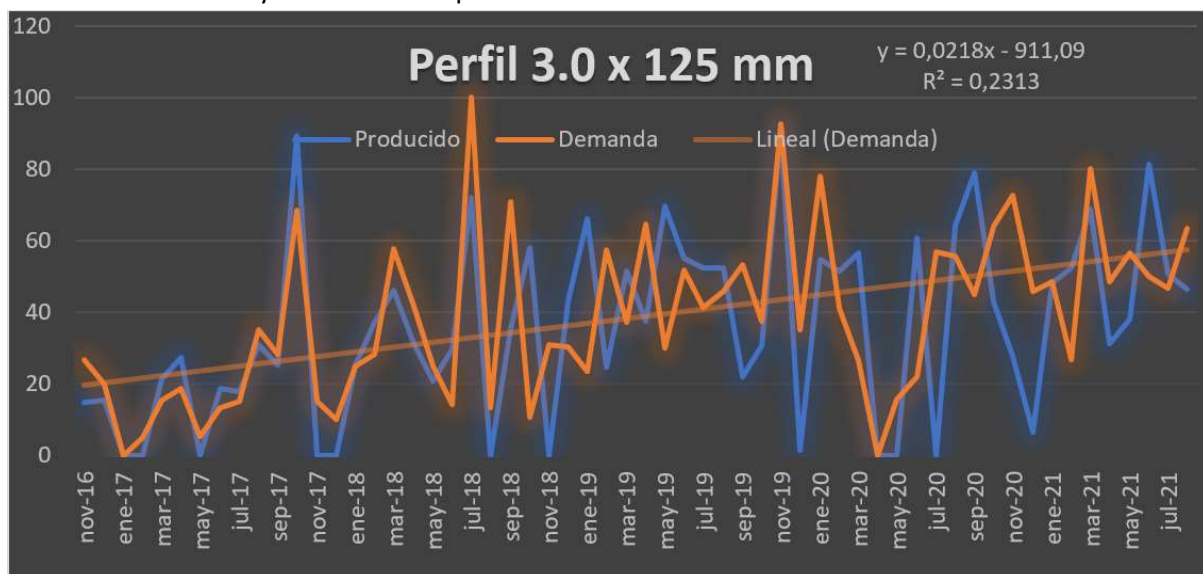 120
Perfil 3.0 x 125 mm
y = 0,0218x - 911,09
R² = 0,2313
100
Producido Demanda Lineal (Demanda)
80
60
40
20
0
nov-16 ene-17 mar-17 may-17 jul-17 sep-17 nov-17 ene-18 mar-18 may-18 jul-18 sep-18 nov-18 ene-19 mar-19 may-19 jul-19 sep-19 nov-19 ene-20 mar-20 may-20 jul-20 sep-20 nov-20 ene-21 mar-21 may-21 jul-21